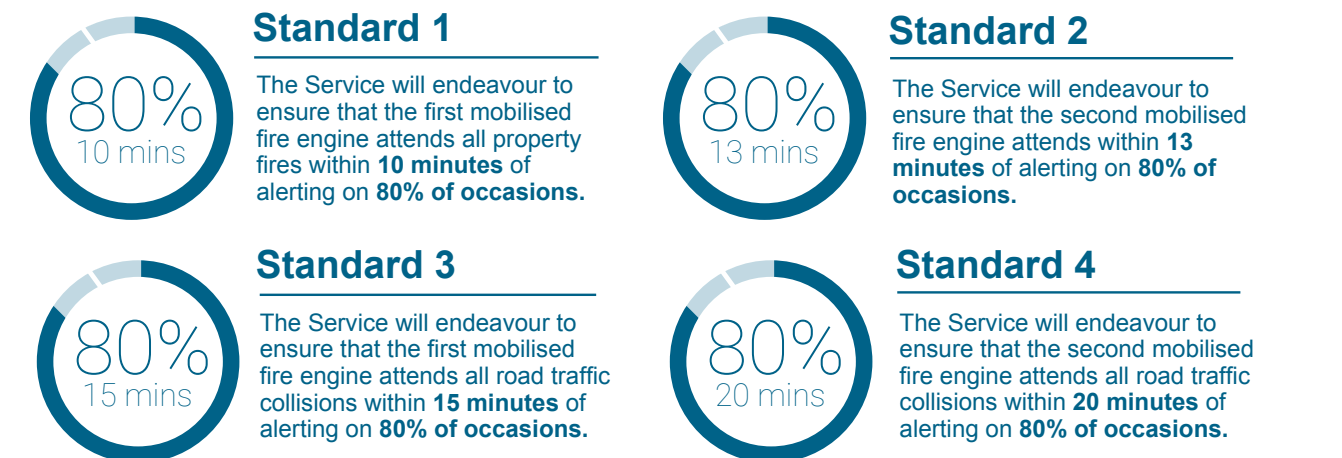 80%
10 mins
Standard 1
The Service will endeavour to
ensure that the first mobilised
fire engine attends all property
fires within 10 minutes of
alerting on 80% of occasions.
80%
13 mins
Standard 2
The Service will endeavour to
ensure that the second mobilised
fire engine attends within 13
minutes of alerting on 80% of
occasions.
80%
15 mins
Standard 3
The Service will endeavour to
ensure that the first mobilised
fire engine attends all road traffic
collisions within 15 minutes of
alerting on 80% of occasions.
80%
20 mins
Standard 4
The Service will endeavour to
ensure that the second mobilised
fire engine attends all road traffic
collisions within 20 minutes of
alerting on 80% of occasions.